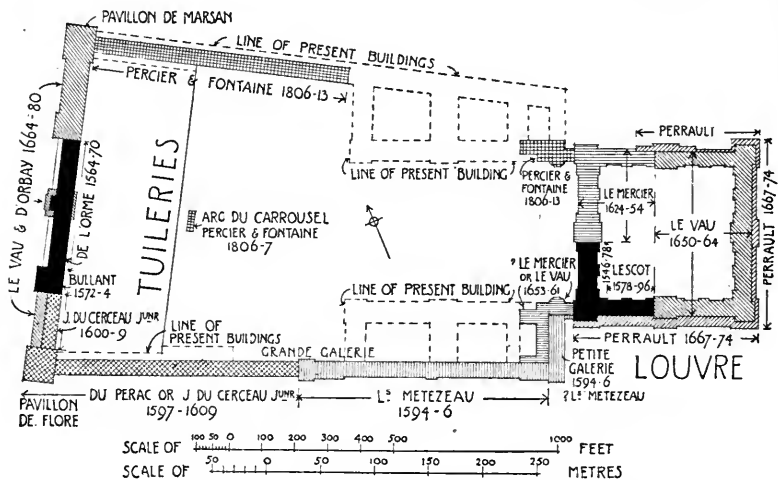 PAVILLON DE MARSAN
LINE OF PRESENT BUILDINGS
PERCIER & FONTAINE 1806-13
LE VAU & D'ORBAY 1664-80
DE L'ORME 1564-70
TUILERIES
BULLANT
1572-4
J. DU CERCEAU JUNR
1600-9
ARC DU CARROUSEL
PERCIER & FONTAINE
1806-7
LINE OF PRESENT BUILDING
PERCIER &
FONTAINE
1806-13
PERRAULT
LE MERCIER
1624-54
LE VAU
1650-64
PERRAULT 1667-74
1546-78
LESCOT
1578-96
LINE OF PRESENT BUILDING
? LE MERCIER
OR LE VAU
1653-61
LINE OF
PRESENT BUILDINGS
GRANDE GALERIE
PERRAULT 1667-74
PETITE
GALERIE
1594-6
? LS METEZEAU
LOUVRE
PAVILLON
DE. FLORE
DU PERAC OR J DU CERCEAU JUNR
1597-1609
LS METEZEAU
1594-6
SCALE OF 100 50 0 100 200 300 400 500 1000 FEET
SCALE OF 50 0 50 100 150 200 250 METRES